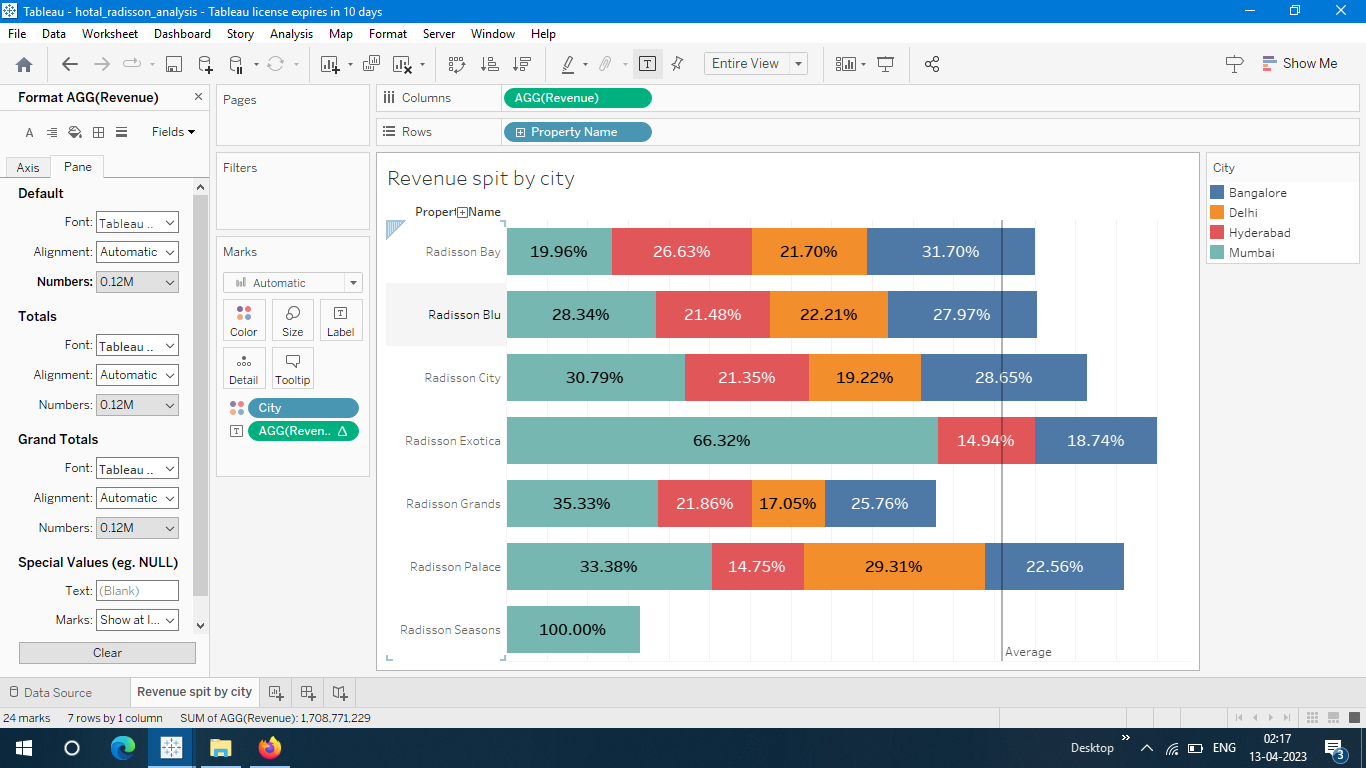 Tableau - hotal_radisson_analysis - Tableau license expires in 10 days
File Data Worksheet Dashboard Story Analysis Map Format Server Window Help
Entire View
Show Me
Format AGG(Revenue)
Fields
Axis Pane
Default
Font: Tableau ..
Alignment: Automatic
Numbers: 0.12M
Totals
Font: Tableau ..
Alignment: Automatic
Numbers: 0.12M
Grand Totals
Font: Tableau ..
Alignment: Automatic
Numbers: 0.12M
Special Values (eg. NULL)
Text: (Blank)
Marks: Show at I...
Clear
Pages
Filters
Marks
Automatic
Color Size Label
Detail Tooltip
City
AGG(Reven..
Columns AGG(Revenue)
Rows Property Name
Revenue spit by city
Propert Name
Radisson Bay 19.96% 26.63% 21.70% 31.70%
Radisson Blu 28.34% 21.48% 22.21% 27.97%
Radisson City 30.79% 21.35% 19.22% 28.65%
Radisson Exotica 66.32% 14.94% 18.74%
Radisson Grands 35.33% 21.86% 17.05% 25.76%
Radisson Palace 33.38% 14.75% 29.31% 22.56%
Radisson Seasons 100.00%
Average
City
Bangalore
Delhi
Hyderabad
Mumbai
Data Source Revenue spit by city
24 marks 7 rows by 1 column SUM of AGG(Revenue): 1,708,771,229
Desktop ENG 02:17
13-04-2023 3